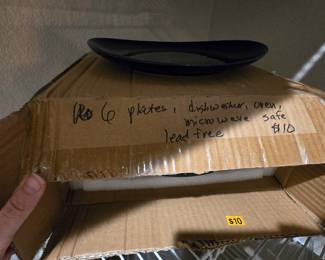 6 plates, dishwasher, oven,
microwave safe
lead free $10
$10